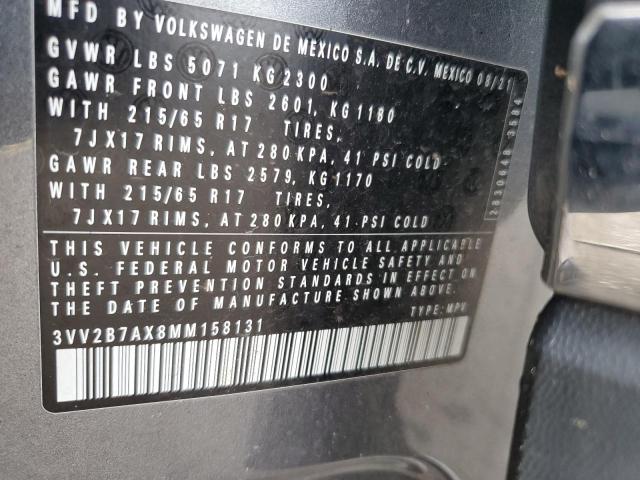 MFD BY VOLKSWAGEN DE MEXICO S.A. DE C.V. MEXICO 08/21
GVWR LBS 5071 KG 2300
GAWR FRONT LBS 2601, KG 1180
WITH 215/65 R17 TIRES,
7JX17 RIMS, AT 280 KPA, 41 PSI COLD
GAWR REAR LBS 2579, KG 1170
WITH 215/65 R17 TIRES,
7JX17 RIMS, AT 280 KPA, 41 PSI COLD
THIS VEHICLE CONFORMS TO ALL APPLICABLE
U.S. FEDERAL MOTOR VEHICLE SAFETY AND
THEFT PREVENTION STANDARDS IN EFFECT ON
THE DATE OF MANUFACTURE SHOWN ABOVE.
3VV2B7AX8MM158131 TYPE: MPV
2830648 3584